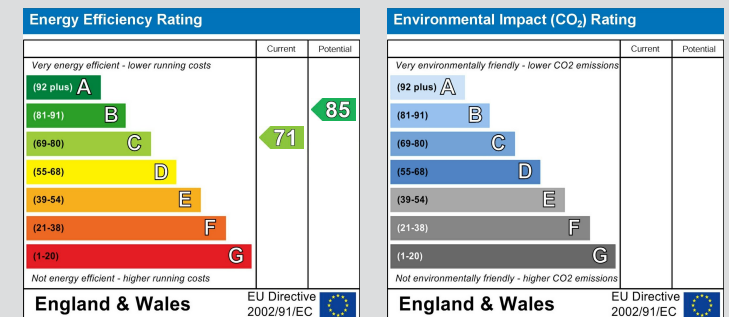 Energy Efficiency Rating
Current Potential
Very energy efficient - lower running costs
(92 plus) A
(81-91) B
(69-80) C
(55-68) D
(39-54) E
(21-38) F
(1-20) G
71
85
Not energy efficient - higher running costs
England & Wales
EU Directive
2002/91/EC
Environmental Impact (CO₂) Rating
Current Potential
Very environmentally friendly - lower CO2 emissions
(92 plus) A
(81-91) B
(69-80) C
(55-68) D
(39-54) E
(21-38) F
(1-20) G
Not environmentally friendly - higher CO2 emissions
England & Wales
EU Directive
2002/91/EC